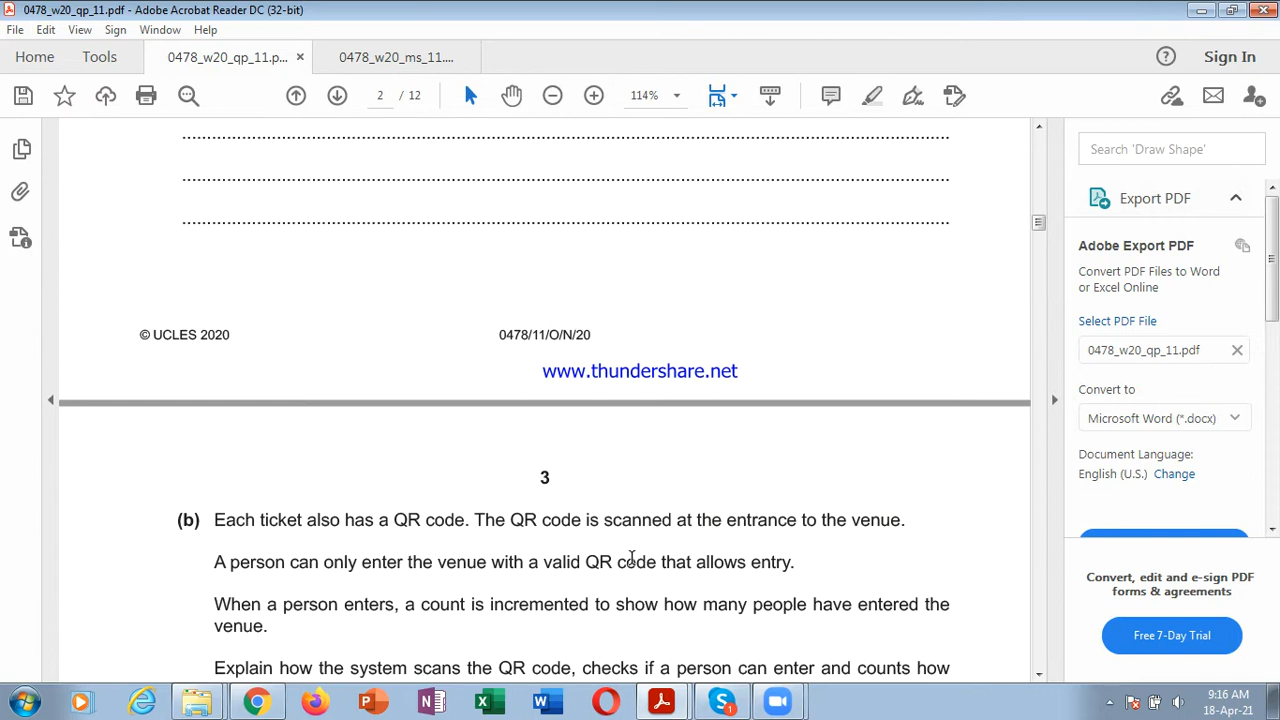 0478_w20_qp_11.pdf - Adobe Acrobat Reader DC (32-bit)
File Edit View Sign Window Help
Home Tools 0478_w20_qp_11.p... × 0478_w20_ms_11.... Sign In
2 / 12 114%
Search 'Draw Shape'
Export PDF
Adobe Export PDF
Convert PDF Files to Word
or Excel Online
Select PDF File
0478_w20_qp_11.pdf
Convert to
Microsoft Word (*.docx)
Document Language:
English (U.S.) Change
Convert, edit and e-sign PDF
forms & agreements
Free 7-Day Trial
© UCLES 2020 0478/11/O/N/20
www.thundershare.net
3
(b) Each ticket also has a QR code. The QR code is scanned at the entrance to the venue.
A person can only enter the venue with a valid QR code that allows entry.
When a person enters, a count is incremented to show how many people have entered the
venue.
Explain how the system scans the QR code, checks if a person can enter and counts how
9:16 AM
18-Apr-21